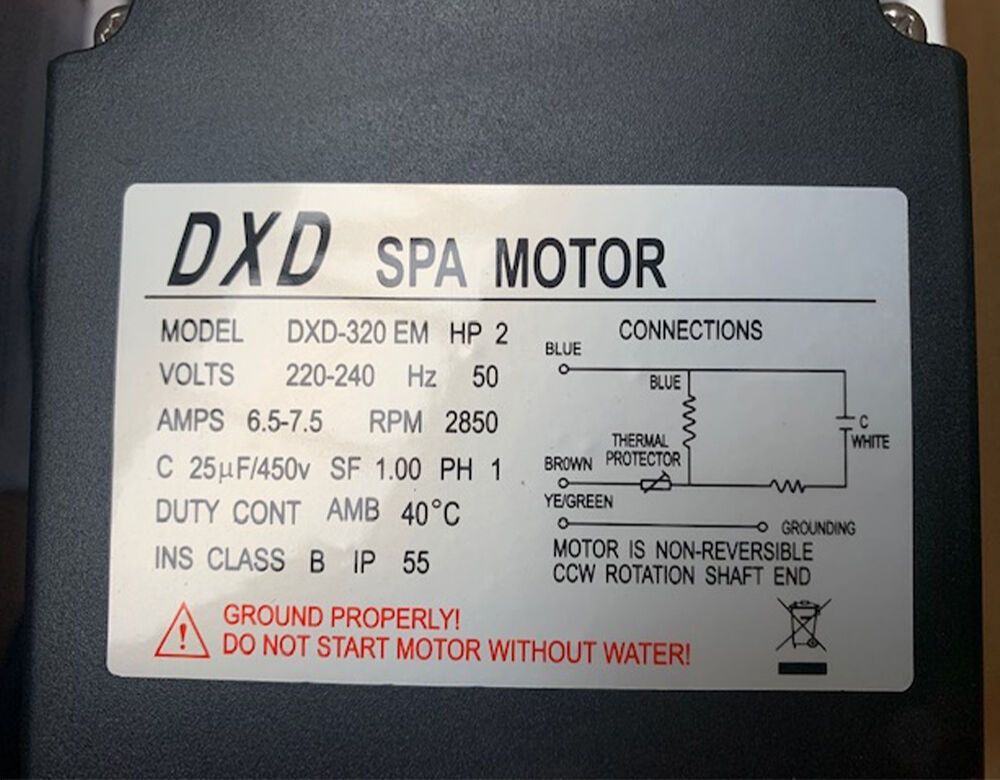 DXD SPA MOTOR
MODEL DXD-320 EM HP 2
VOLTS 220-240 Hz 50
AMPS 6.5-7.5 RPM 2850
C 25µF/450v SF 1.00 PH 1
DUTY CONT AMB 40°C
INS CLASS B IP 55
CONNECTIONS
BLUE
BLUE
C
WHITE
THERMAL
PROTECTOR
BROWN
YE/GREEN
GROUNDING
MOTOR IS NON-REVERSIBLE
CCW ROTATION SHAFT END
GROUND PROPERLY!
DO NOT START MOTOR WITHOUT WATER!